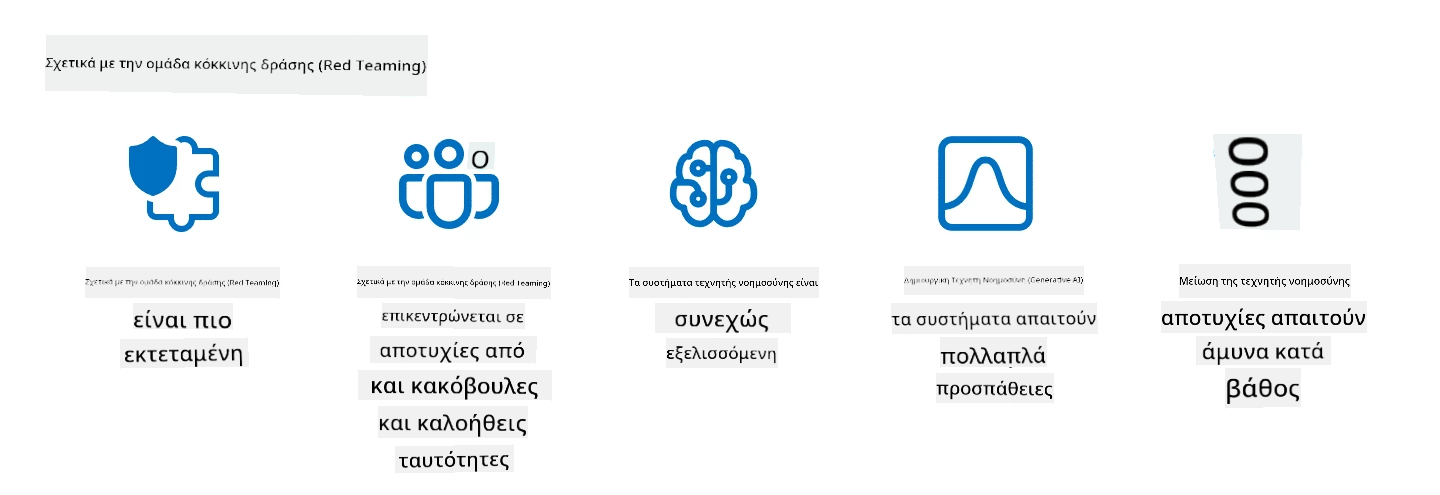 Σχετικά με την ομάδα κόκκινης δράσης (Red Teaming)
Σχετικά με την ομάδα κόκκινης δράσης (Red Teaming)
είναι πιο
εκτεταμένη
Σχετικά με την ομάδα κόκκινης δράσης (Red Teaming)
επικεντρώνεται σε
αποτυχίες από
και κακόβουλες
και καλοήθεις
ταυτότητες
Τα συστήματα τεχνητής νοημοσύνης είναι
συνεχώς
εξελισσόμενη
Δημιουργική Τεχνητή Νοημοσύνη (Generative AI)
τα συστήματα απαιτούν
πολλαπλά
προσπάθειες
Μείωση της τεχνητής νοημοσύνης
αποτυχίες απαιτούν
άμυνα κατά
βάθος
ο
000